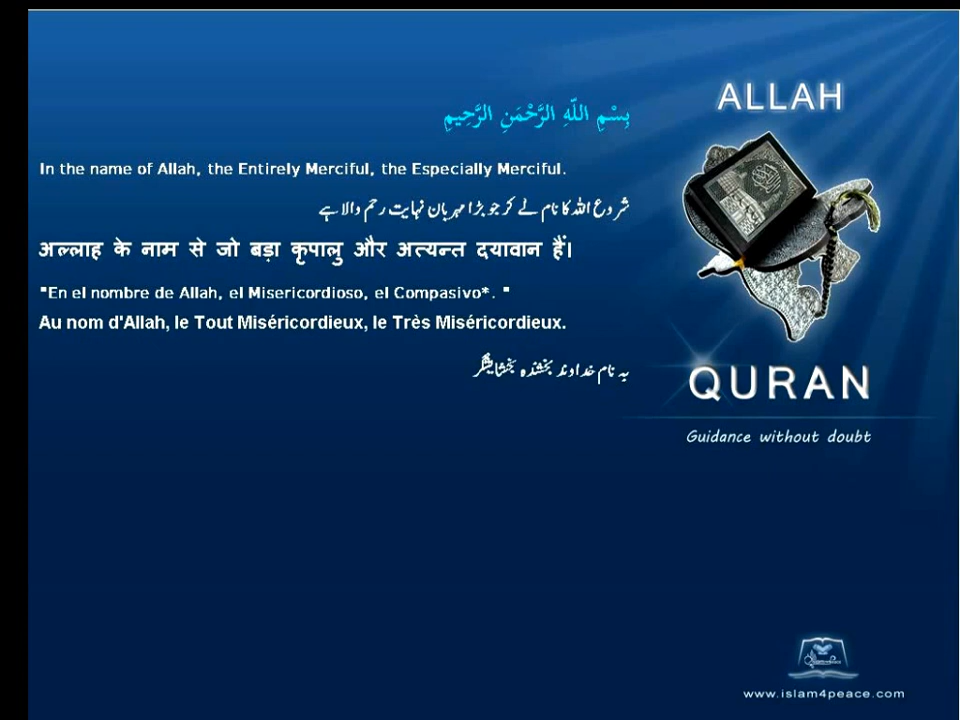 بِسْمِ اللّهِ الرَّحْمَنِ الرَّحِيمِ
In the name of Allah, the Entirely Merciful, the Especially Merciful.
شروع اللہ کا نام لے کر جو بڑا مہربان نہایت رحم والا ہے
अल्लाह के नाम से जो बड़ा कृपालु और अत्यन्त दयावान हैं।
"En el nombre de Allah, el Misericordioso, el Compasivo*. "
Au nom d'Allah, le Tout Miséricordieux, le Très Miséricordieux.
به نام خداوند بخشنده بخشایشگر
ALLAH
QURAN
Guidance without doubt
www.islam4peace.com